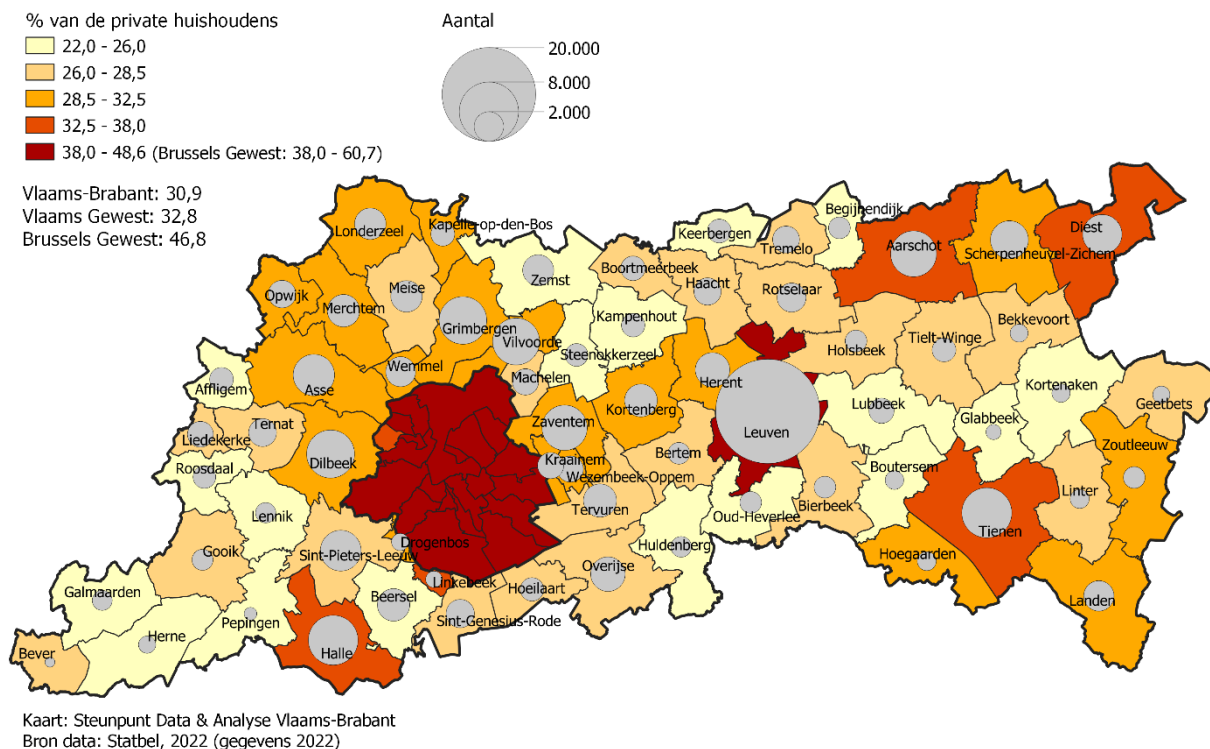 % van de private huishoudens
22,0 - 26,0
26,0 - 28,5
28,5 - 32,5
32,5 - 38,0
38,0 - 48,6 (Brussels Gewest: 38,0 - 60,7)
Aantal
20.000
8.000
2.000
Vlaams-Brabant: 30,9
Vlaams Gewest: 32,8
Brussels Gewest: 46,8
Londerzeel
Kapelle-op-den-Bos
Keerbergen
Begijnendijk
Tremelo
Aarschot
Scherpenheuvel-Zichem
Diest
Zemst
Boortmeerbeek
Haacht
Rotselaar
Opwijk
Merchtem
Meise
Grimbergen
Vilvoorde
Kampenhout
Steenokkerzeel
Holsbeek
Tielt-Winge
Bekkevoort
Wemmel
Machelen
Herent
Affligem
Asse
Kortenaken
Geetbets
Kortenberg
Lubbeek
Glabbeek
Zaventem
Leuven
Ternat
Liedekerke
Dilbeek
Zoutleeuw
Roosdaal
Kraainem
Wezembeek-Oppem
Bertem
Boutersem
Bierbeek
Linter
Lennik
Tervuren
Oud-Heverlee
Tienen
Gooik
Sint-Pieters-Leeuw
Drogenbos
Huldenberg
Hoegaarden
Overijse
Linkebeek
Hoeilaart
Galmaarden
Beersel
Landen
Pepingen
Sint-Genesius-Rode
Herne
Halle
Bever
Kaart: Steunpunt Data & Analyse Vlaams-Brabant
Bron data: Statbel, 2022 (gegevens 2022)